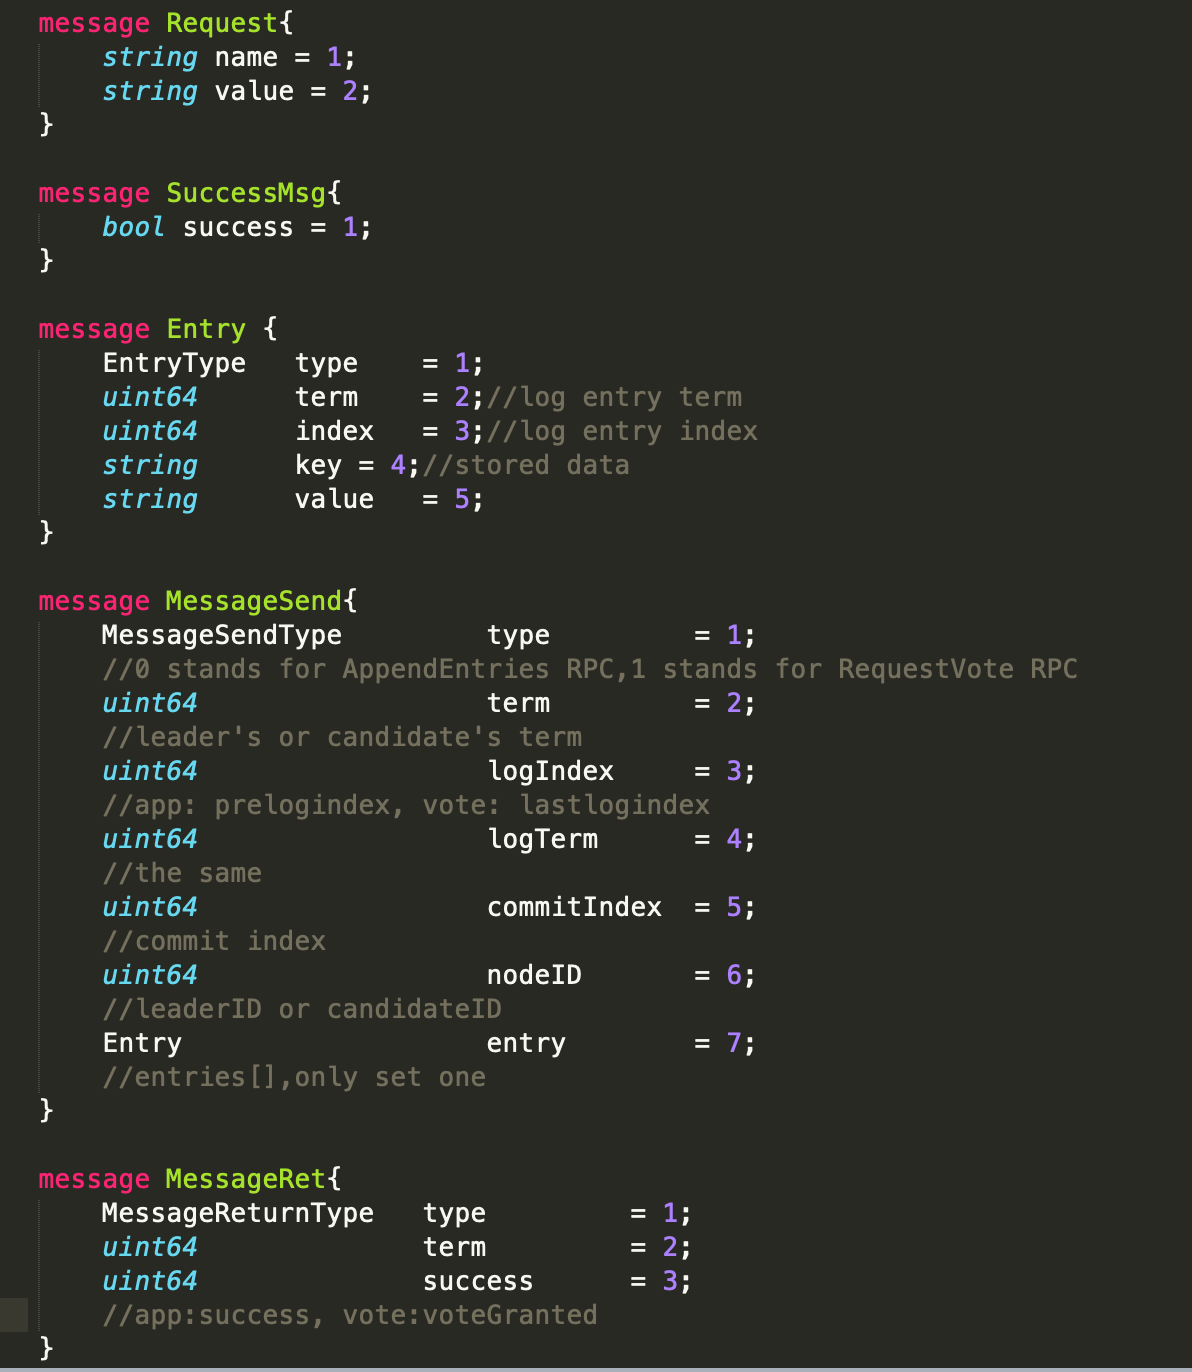 message Request{
    string name = 1;
    string value = 2;
}
message SuccessMsg{
    bool success = 1;
}
message Entry {
    EntryType   type    = 1;
    uint64      term    = 2;//log entry term
    uint64      index   = 3;//log entry index
    string      key = 4;//stored data
    string      value   = 5;
}
message MessageSend{
    MessageSendType         type         = 1;
    //0 stands for AppendEntries RPC,1 stands for RequestVote RPC
    uint64                  term         = 2;
    //leader's or candidate's term
    uint64                  logIndex     = 3;
    //app: prelogindex, vote: lastlogindex
    uint64                  logTerm      = 4;
    //the same
    uint64                  commitIndex  = 5;
    //commit index
    uint64                  nodeID       = 6;
    //leaderID or candidateID
    Entry                   entry        = 7;
    //entries[],only set one
}
message MessageRet{
    MessageReturnType   type         = 1;
    uint64              term         = 2;
    uint64              success      = 3;
    //app:success, vote:voteGranted
}